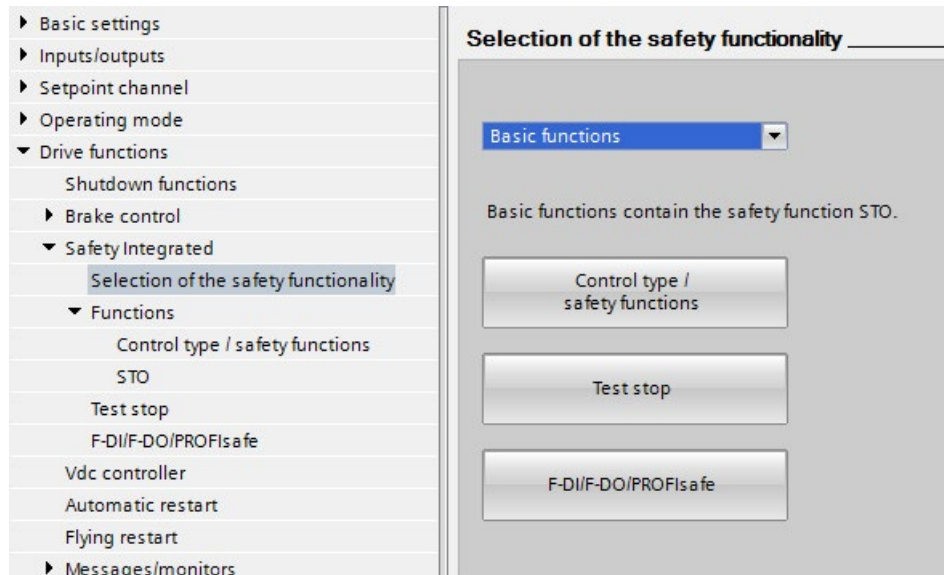 Basic settings
Inputs/outputs
Setpoint channel
Operating mode
Drive functions
Shutdown functions
Brake control
Safety Integrated
Selection of the safety functionality
Functions
Control type / safety functions
STO
Test stop
F-DI/F-DO/PROFIsafe
Vdc controller
Automatic restart
Flying restart
Messages/monitors
Selection of the safety functionality
Basic functions
Basic functions contain the safety function STO.
Control type /
safety functions
Test stop
F-DI/F-DO/PROFIsafe